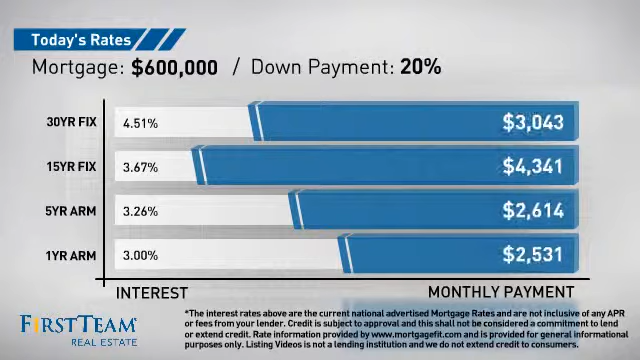 Today's Rates
Mortgage: $600,000 / Down Payment: 20%
30YR FIX 4.51% $3,043
15YR FIX 3.67% $4,341
5YR ARM 3.26% $2,614
1YR ARM 3.00% $2,531
INTEREST MONTHLY PAYMENT
FIRSTTEAM®
REAL ESTATE
*The interest rates above are the current national advertised Mortgage Rates and are not inclusive of any APR
or fees from your lender. Credit is subject to approval and this shall not be considered a commitment to lend
or extend credit. Rate information provided by www.mortgagefit.com and is provided for general informational
purposes only. Listing Videos is not a lending institution and we do not extend credit to consumers.